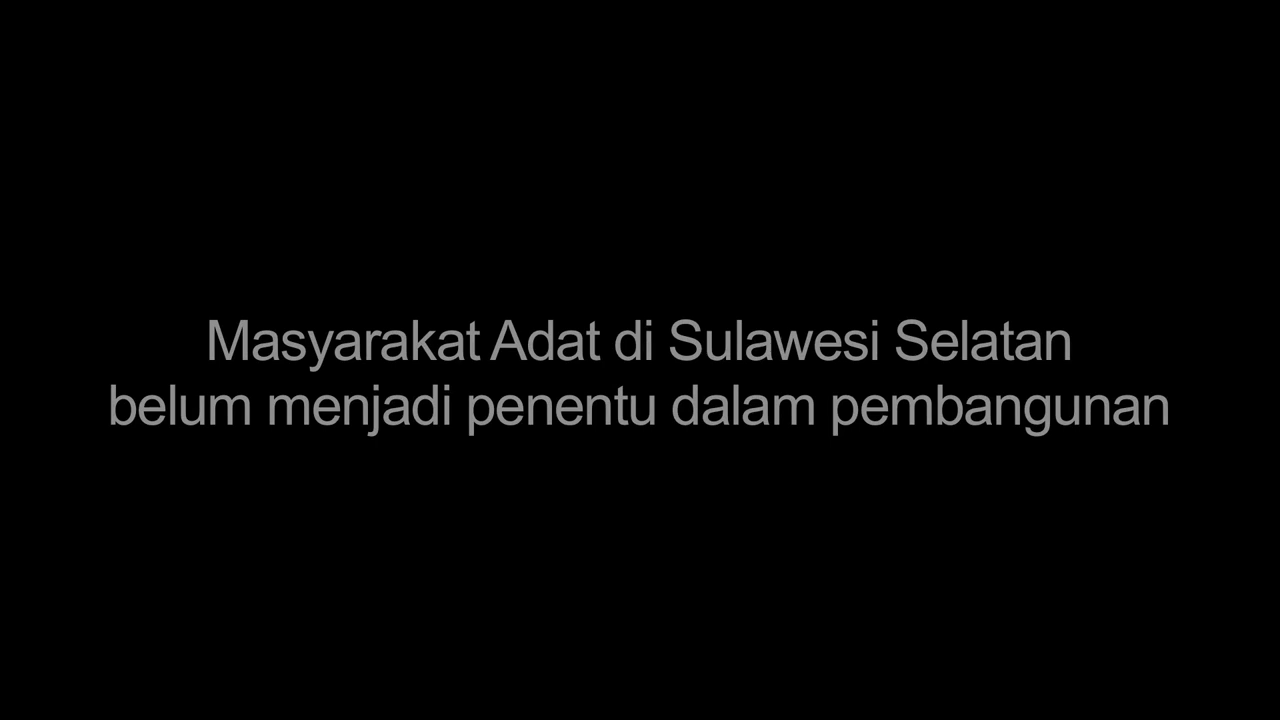 Masyarakat Adat di Sulawesi Selatan
belum menjadi penentu dalam pembangunan